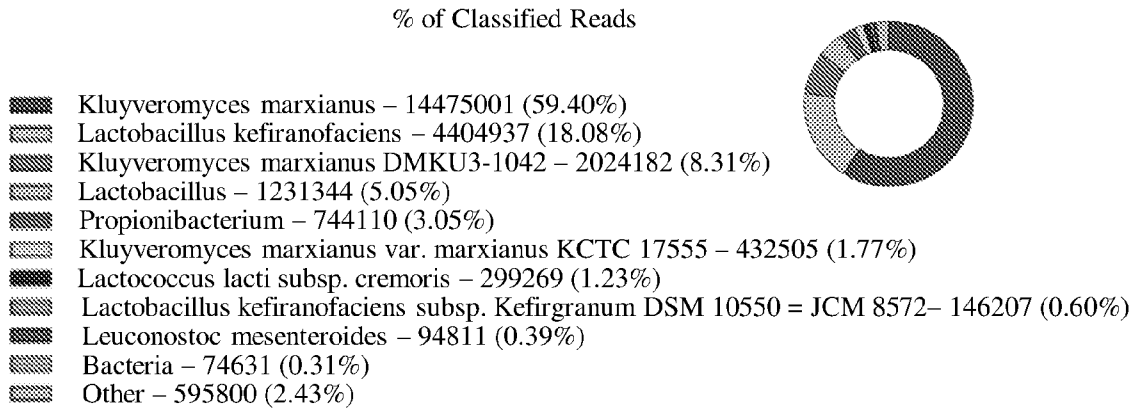 % of Classified Reads
Kluyveromyces marxianus – 14475001 (59.40%)
Lactobacillus kefiranofaciens – 4404937 (18.08%)
Kluyveromyces marxianus DMKU3-1042 – 2024182 (8.31%)
Lactobacillus – 1231344 (5.05%)
Propionibacterium – 744110 (3.05%)
Kluyveromyces marxianus var. marxianus KCTC 17555 – 432505 (1.77%)
Lactococcus lacti subsp. cremoris – 299269 (1.23%)
Lactobacillus kefiranofaciens subsp. Kefirgranum DSM 10550 = JCM 8572– 146207 (0.60%)
Leuconostoc mesenteroides – 94811 (0.39%)
Bacteria – 74631 (0.31%)
Other – 595800 (2.43%)